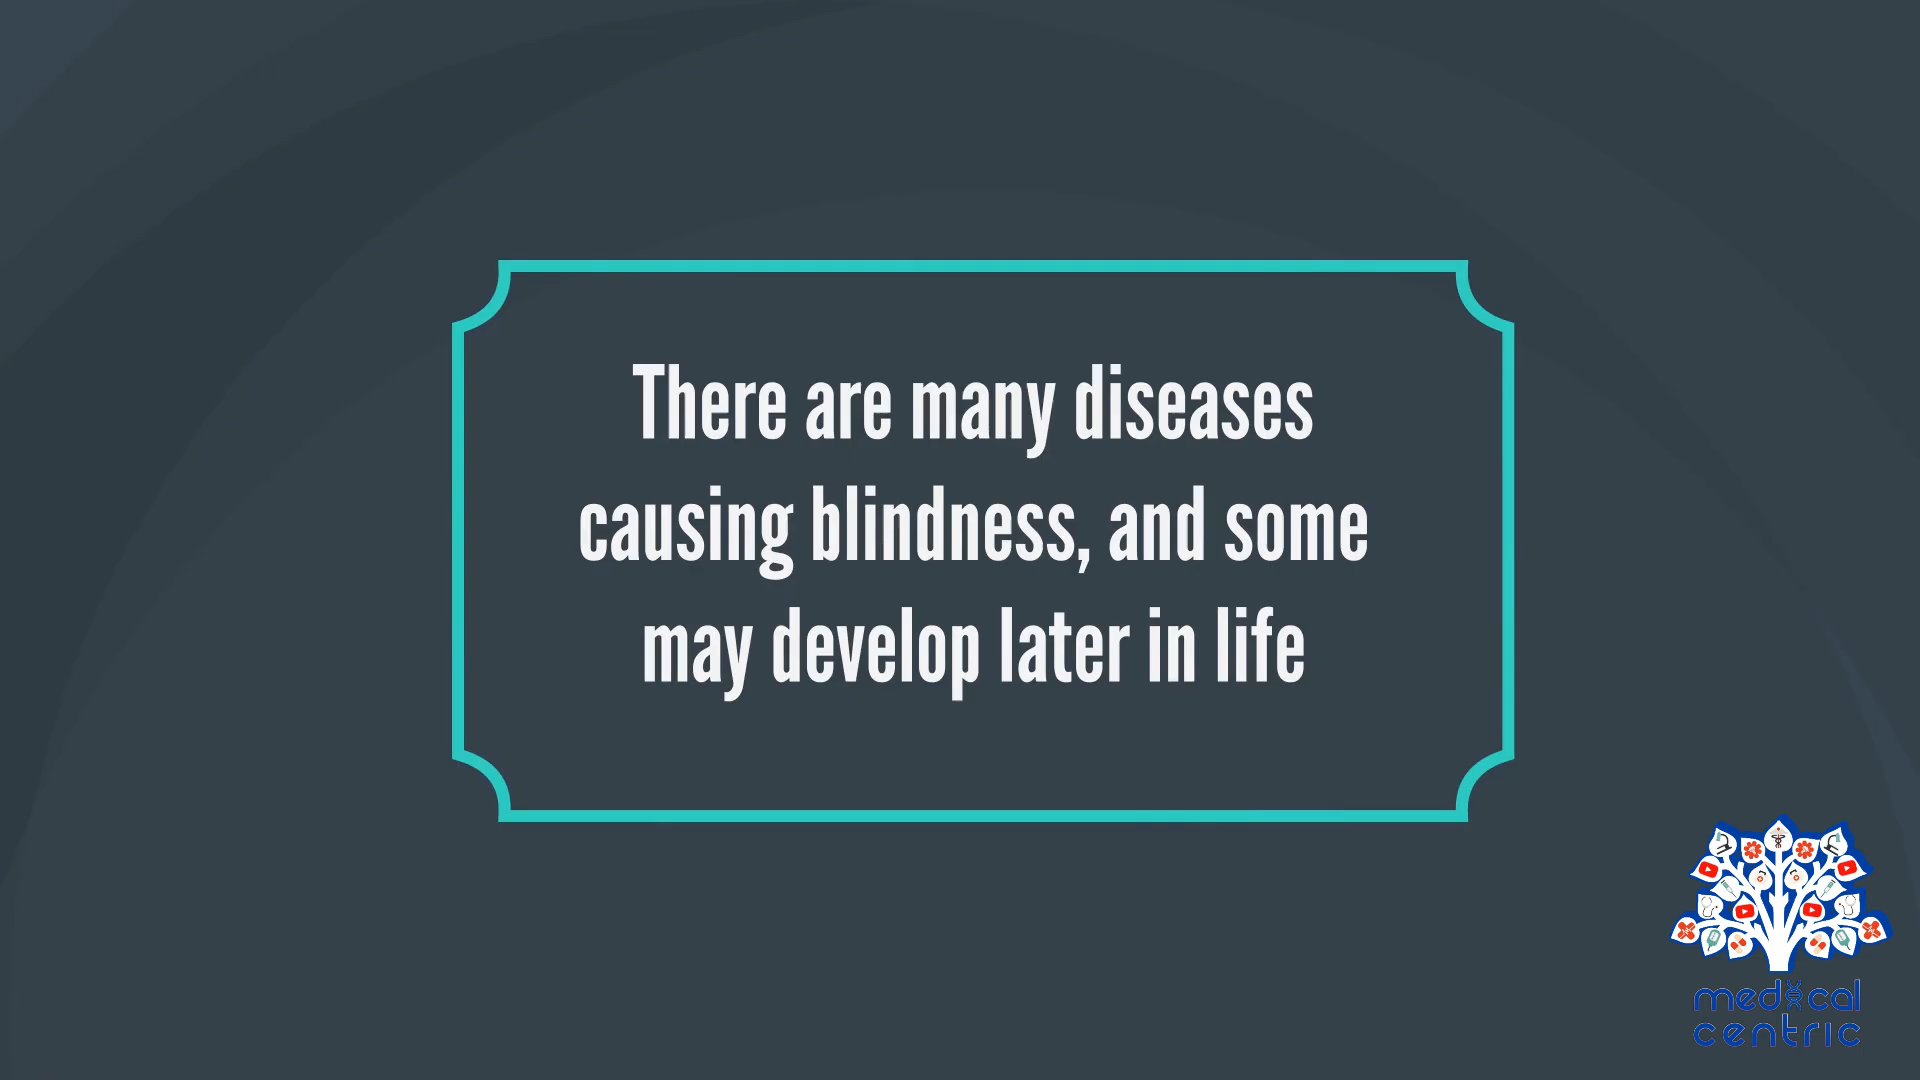 There are many diseases
causing blindness, and some
may develop later in life
medical
centric